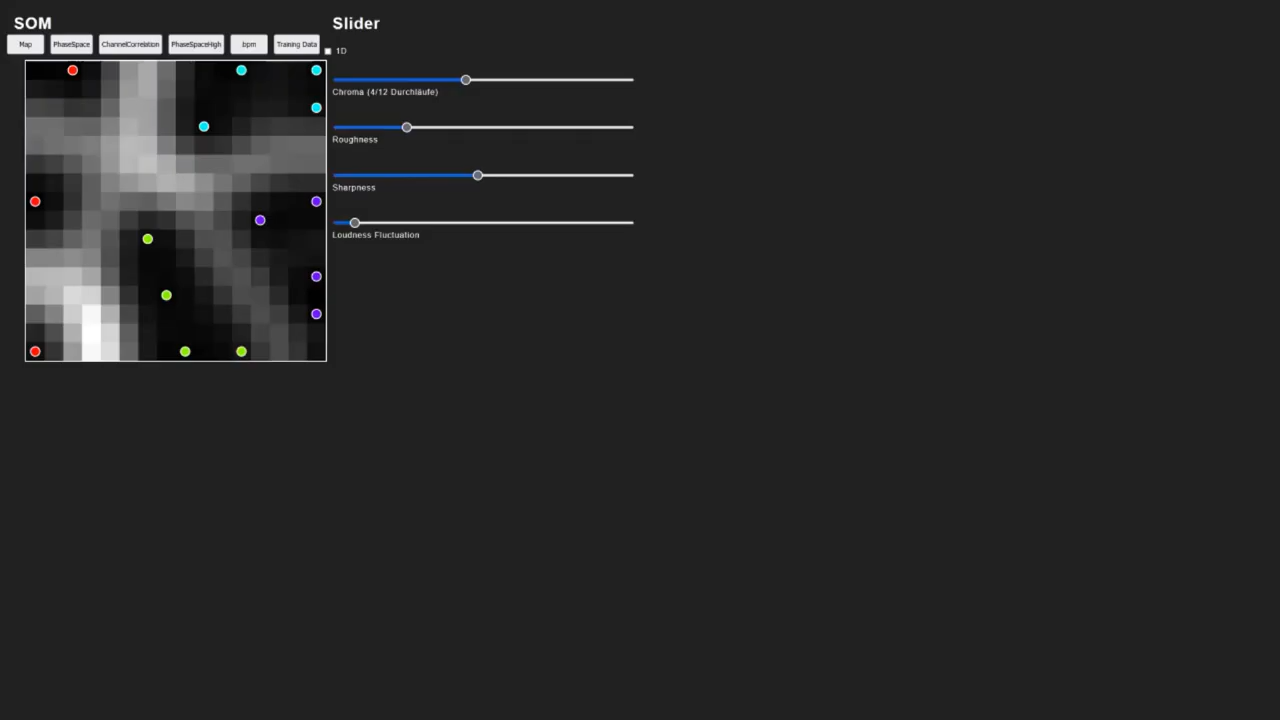 SOM
Slider
Map
PhaseSpace
ChannelCorrelation
PhaseSpaceHigh
bpm
Training Data
1D
Chroma (4/12 Durchläufe)
Roughness
Sharpness
Loudness Fluctuation